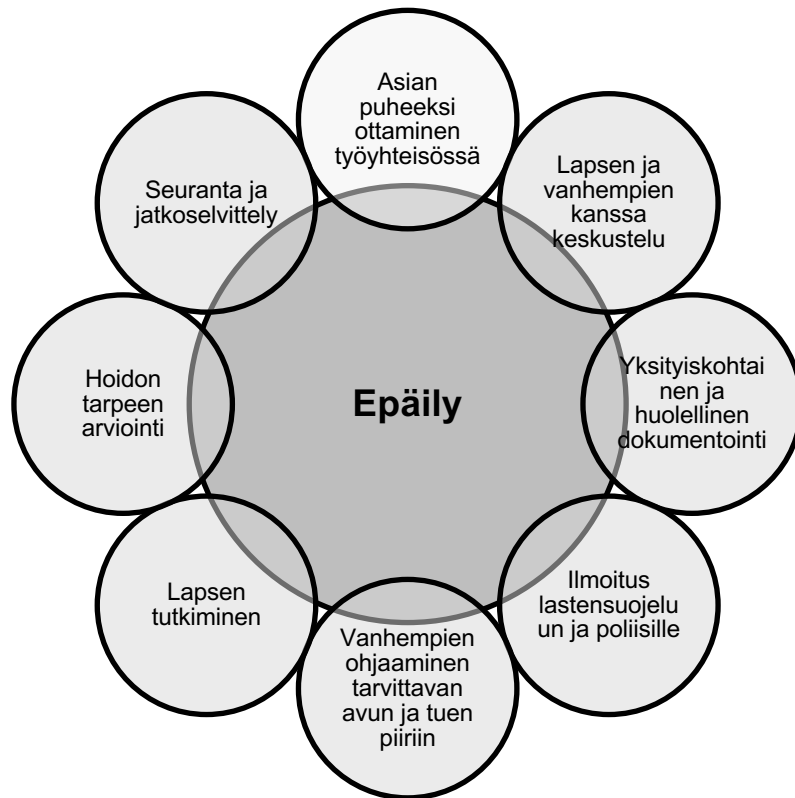 Asian
puheeksi
ottaminen
työyhteisössä
Lapsen ja
vanhempien
kanssa
keskustelu
Yksityiskohtai
nen ja
huolellinen
dokumentointi
Ilmoitus
lastensuojelu
un ja poliisille
Vanhempien
ohjaaminen
tarvittavan
avun ja tuen
piiriin
Lapsen
tutkiminen
Hoidon
tarpeen
arviointi
Seuranta ja
jatkoselvittely
Epäily